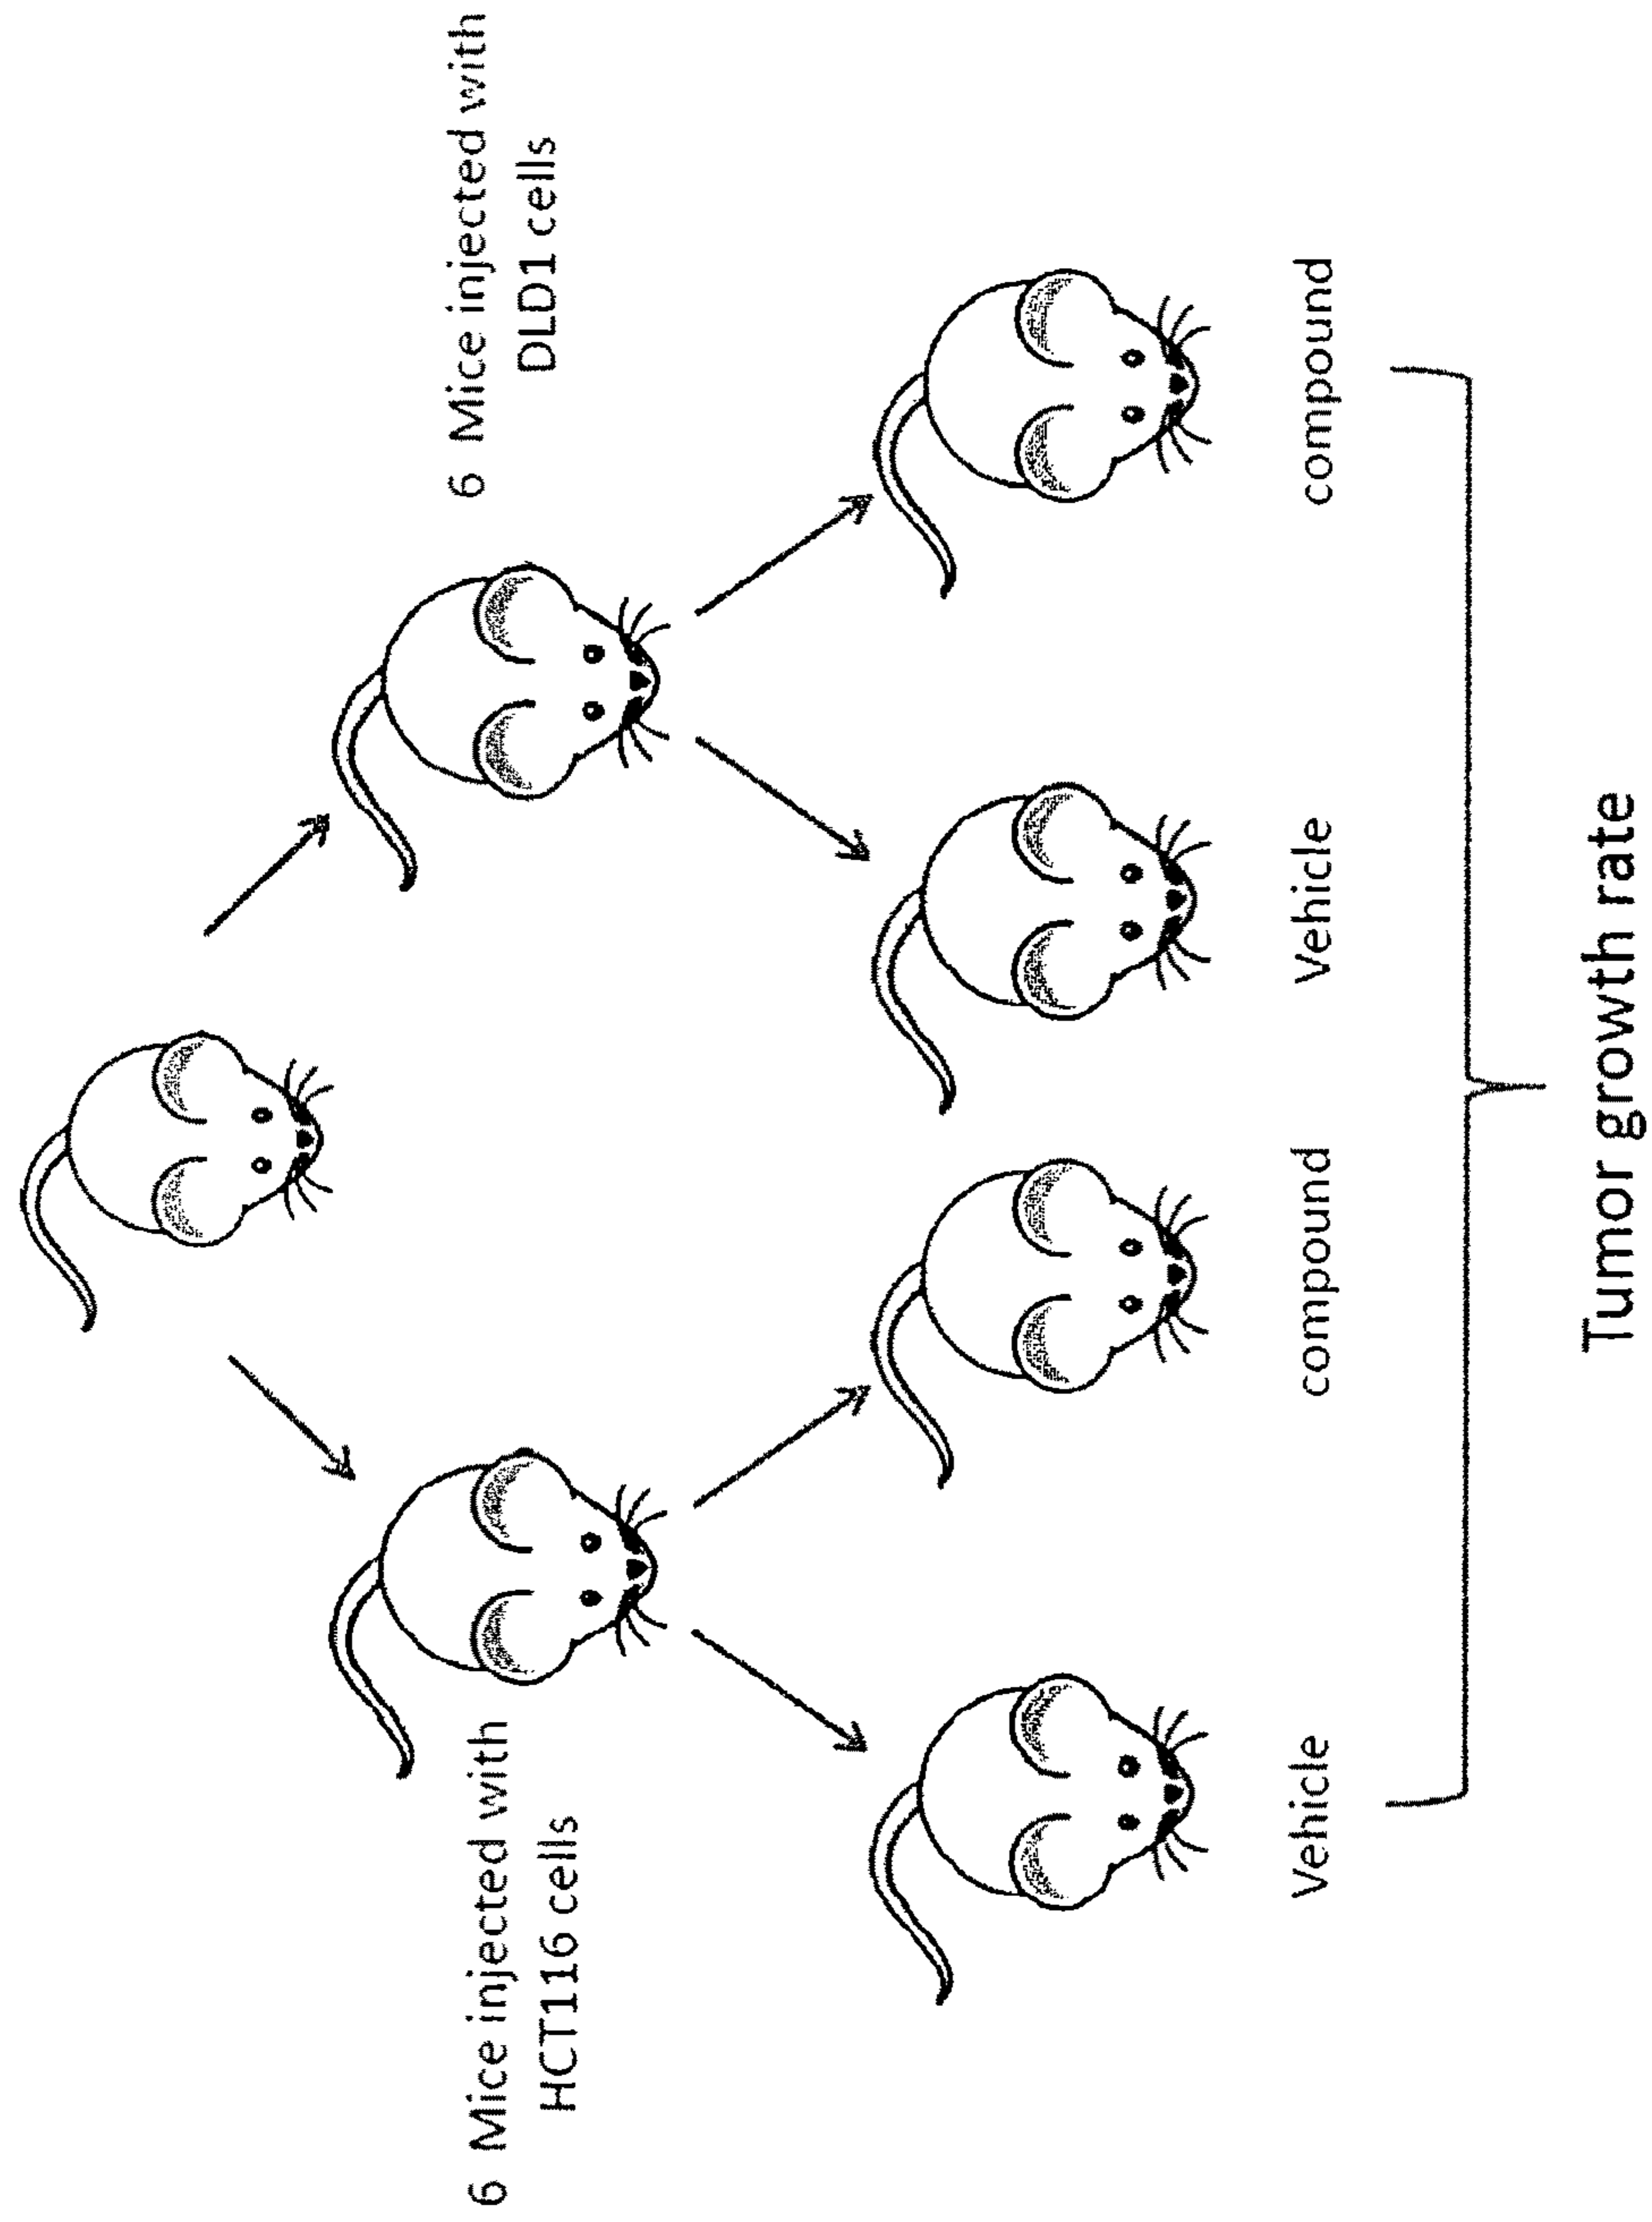 6 Mice injected with
HCT116 cells
6 Mice injected with
DLD1 cells
Vehicle
compound
Vehicle
compound
Tumor growth rate